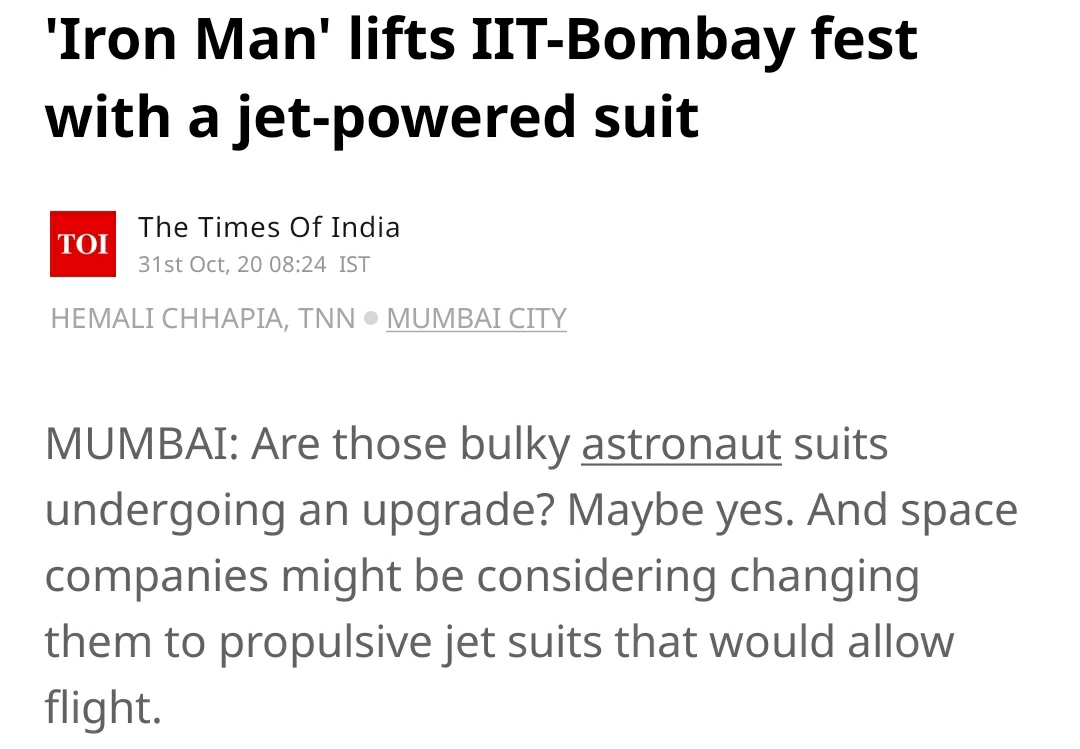 'Iron Man' lifts IIT-Bombay fest
with a jet-powered suit
TOI
The Times Of India
31st Oct, 20 08:24 IST
HEMALI CHHAPIA, TNN ● MUMBAI CITY
MUMBAI: Are those bulky astronaut suits
undergoing an upgrade? Maybe yes. And space
companies might be considering changing
them to propulsive jet suits that would allow
flight.